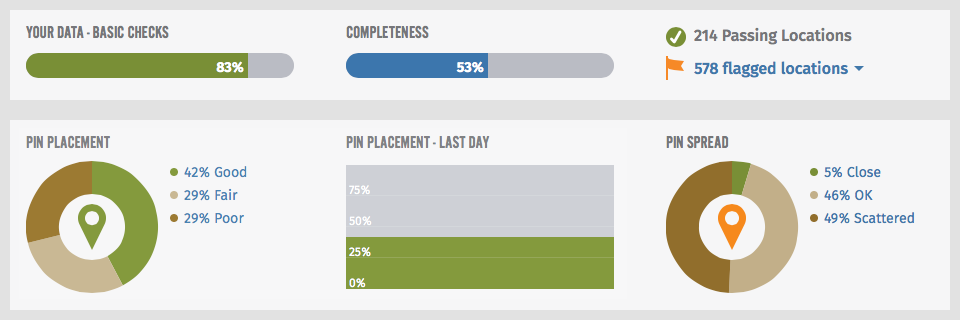 YOUR DATA - BASIC CHECKS
83%
COMPLETENESS
53%
214 Passing Locations
578 flagged locations
PIN PLACEMENT
42% Good
29% Fair
29% Poor
PIN PLACEMENT - LAST DAY
75%
50%
25%
0%
PIN SPREAD
5% Close
46% OK
49% Scattered